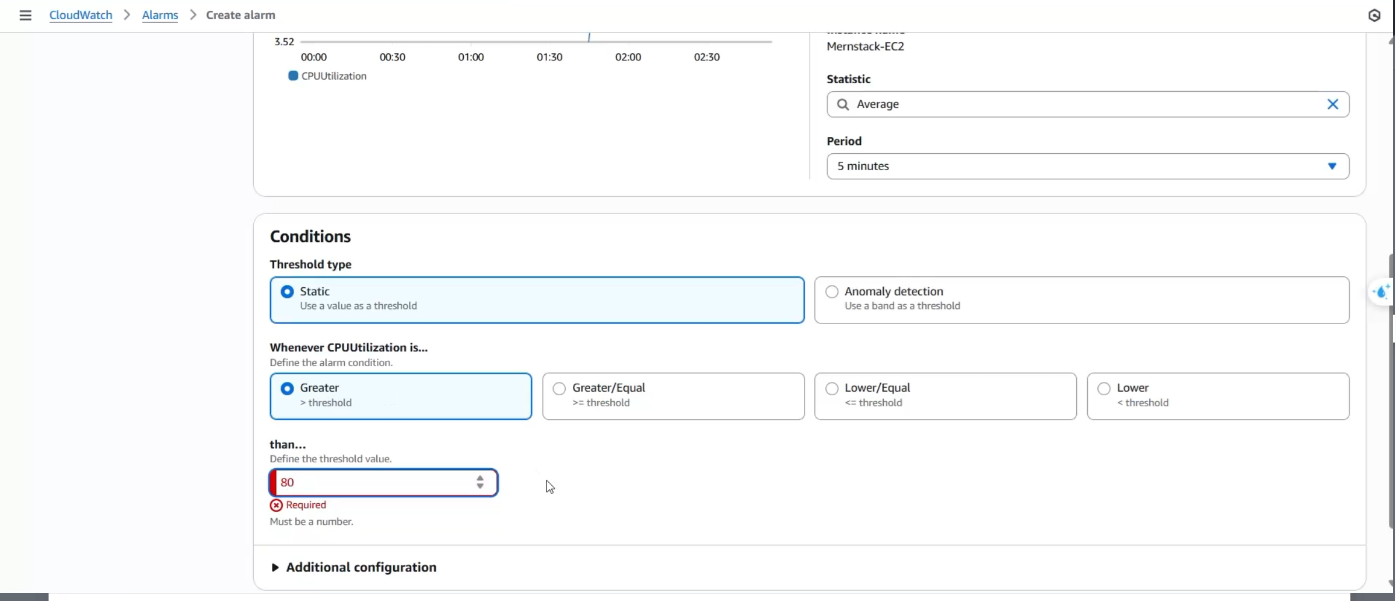 CloudWatch > Alarms > Create alarm
3.52
00:00 00:30 01:00 01:30 02:00 02:30
CPUUtilization
Instance name
Mernstack-EC2
Statistic
Average
Period
5 minutes
Conditions
Threshold type
Static
Use a value as a threshold
Anomaly detection
Use a band as a threshold
Whenever CPUUtilization is...
Define the alarm condition.
Greater
> threshold
Greater/Equal
>= threshold
Lower/Equal
<= threshold
Lower
< threshold
than...
Define the threshold value.
80
Required
Must be a number.
Additional configuration